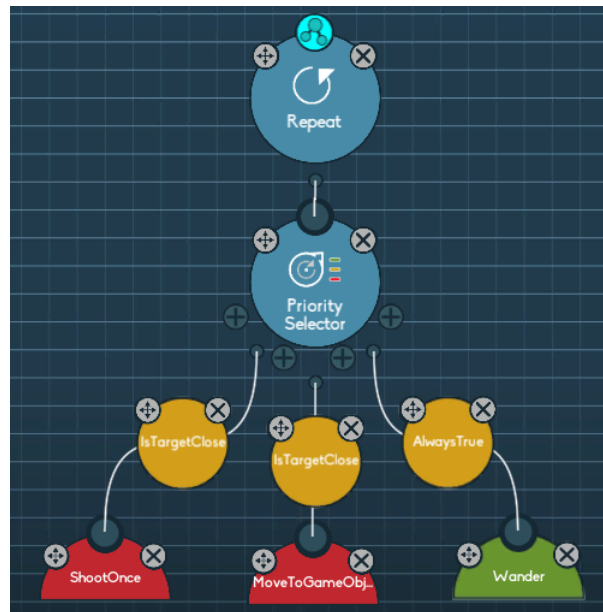 Repeat
Priority
Selector
IsTargetClose
IsTargetClose
AlwaysTrue
ShootOnce
MoveToGameObj...
Wander